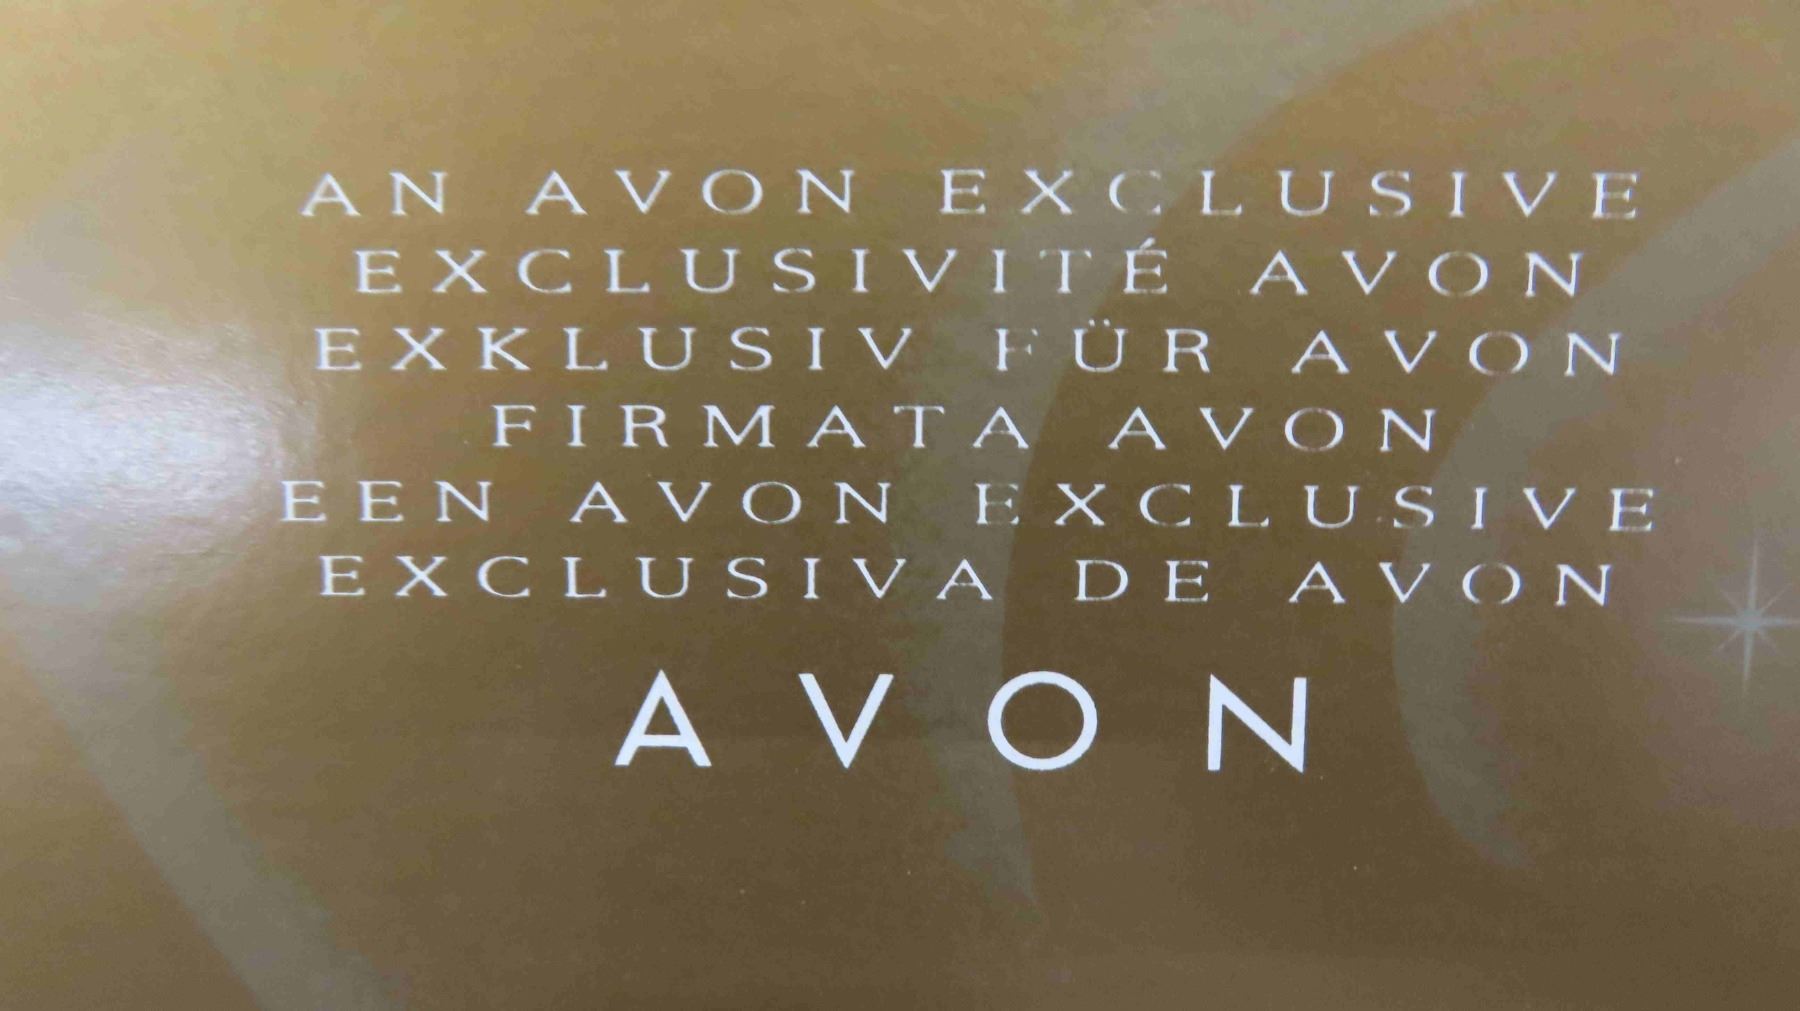 AN AVON EXCLUSIVE
EXCLUSIVITÉ AVON
EXKLUSIV FÜR AVON
FIRMATA AVON
EEN AVON EXCLUSIVE
EXCLUSIVA DE AVON
AVON